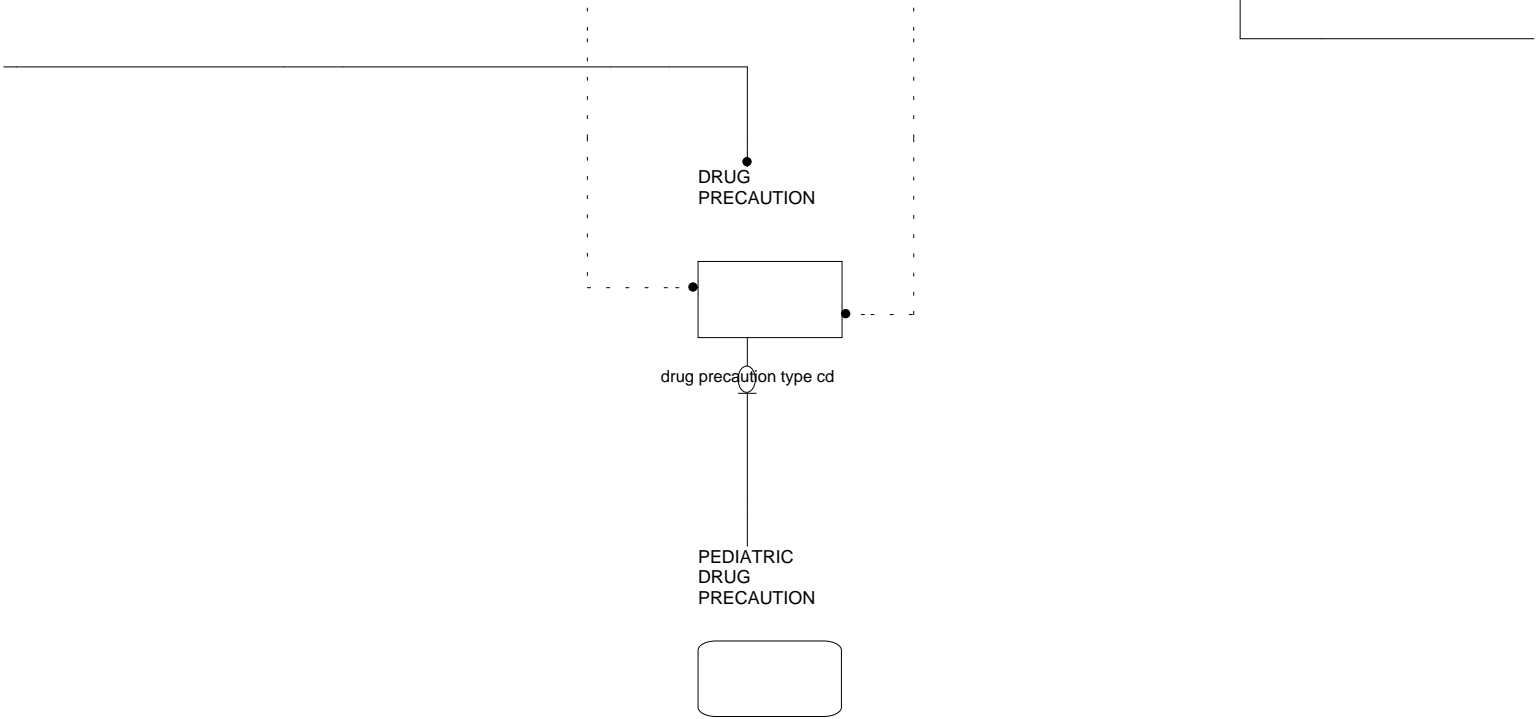 DRUG
PRECAUTION
drug precaution type cd
PEDIATRIC
DRUG
PRECAUTION